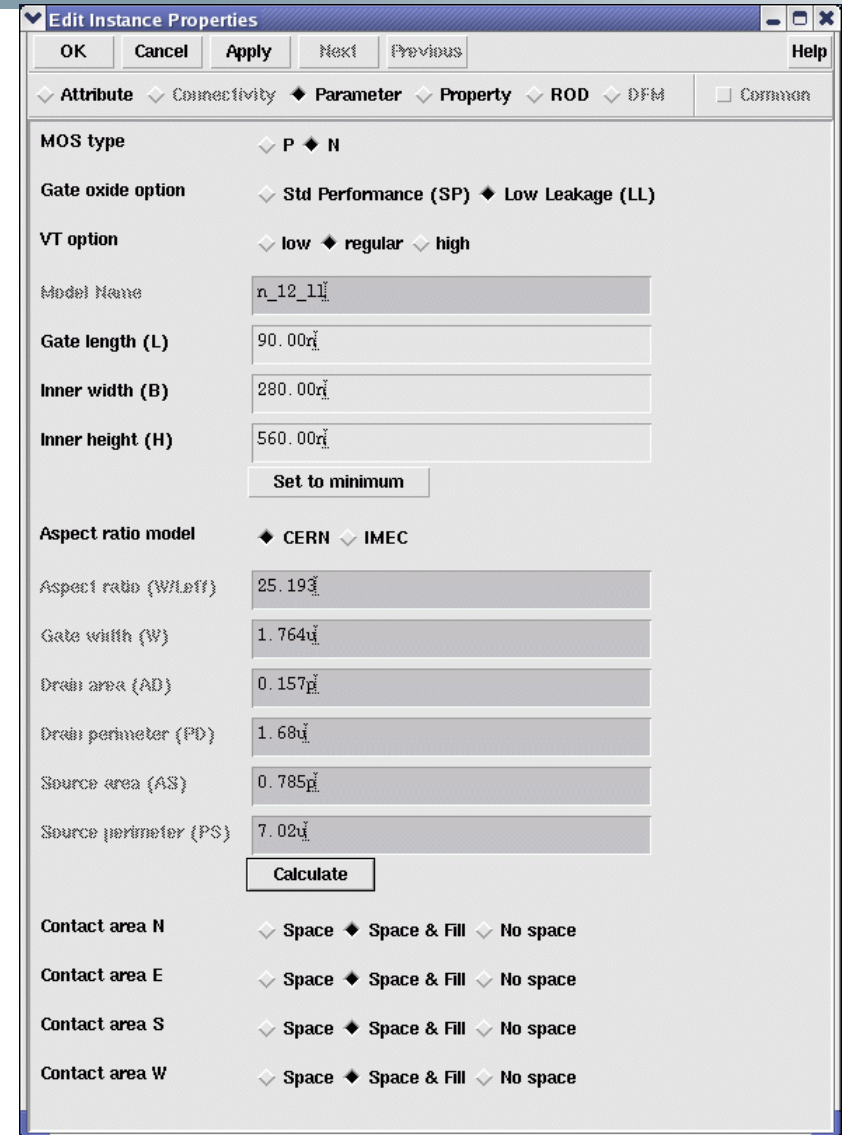 Edit Instance Properties
OK Cancel Apply Next Previous Help
Attribute Connectivity Parameter Property ROD DFM Common
MOS type P N
Gate oxide option Std Performance (SP) Low Leakage (LL)
VT option low regular high
Model Name n_12_ll
Gate length (L) 90.00n
Inner width (B) 280.00n
Inner height (H) 560.00n
Set to minimum
Aspect ratio model CERN IMEC
Aspect ratio (W/Leff) 25.193
Gate width (W) 1.764u
Drain area (AD) 0.157p
Drain perimeter (PD) 1.68u
Source area (AS) 0.785p
Source perimeter (PS) 7.02u
Calculate
Contact area N Space Space & Fill No space
Contact area E Space Space & Fill No space
Contact area S Space Space & Fill No space
Contact area W Space Space & Fill No space